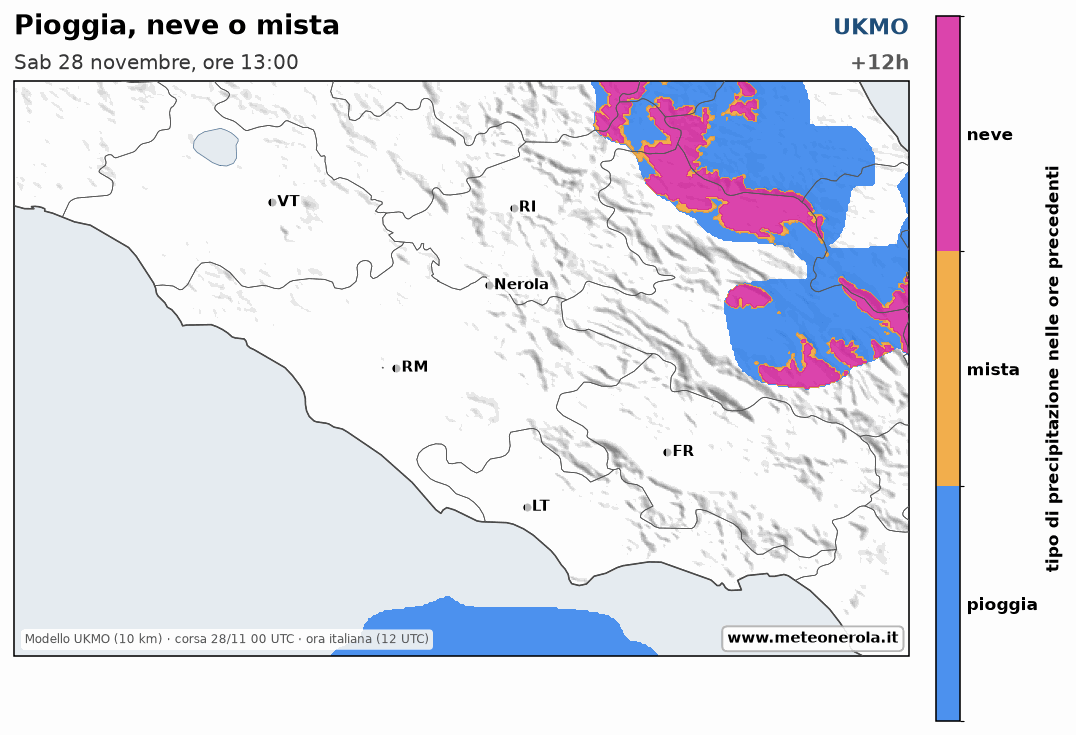 Pioggia, neve o mista
UKMO
Sab 28 novembre, ore 13:00
+12h
neve
mista
pioggia
tipo di precipitazione nelle ore precedenti
VT
RI
Nerola
RM
FR
LT
Modello UKMO (10 km) · corsa 28/11 00 UTC · ora italiana (12 UTC)
www.meteonerola.it